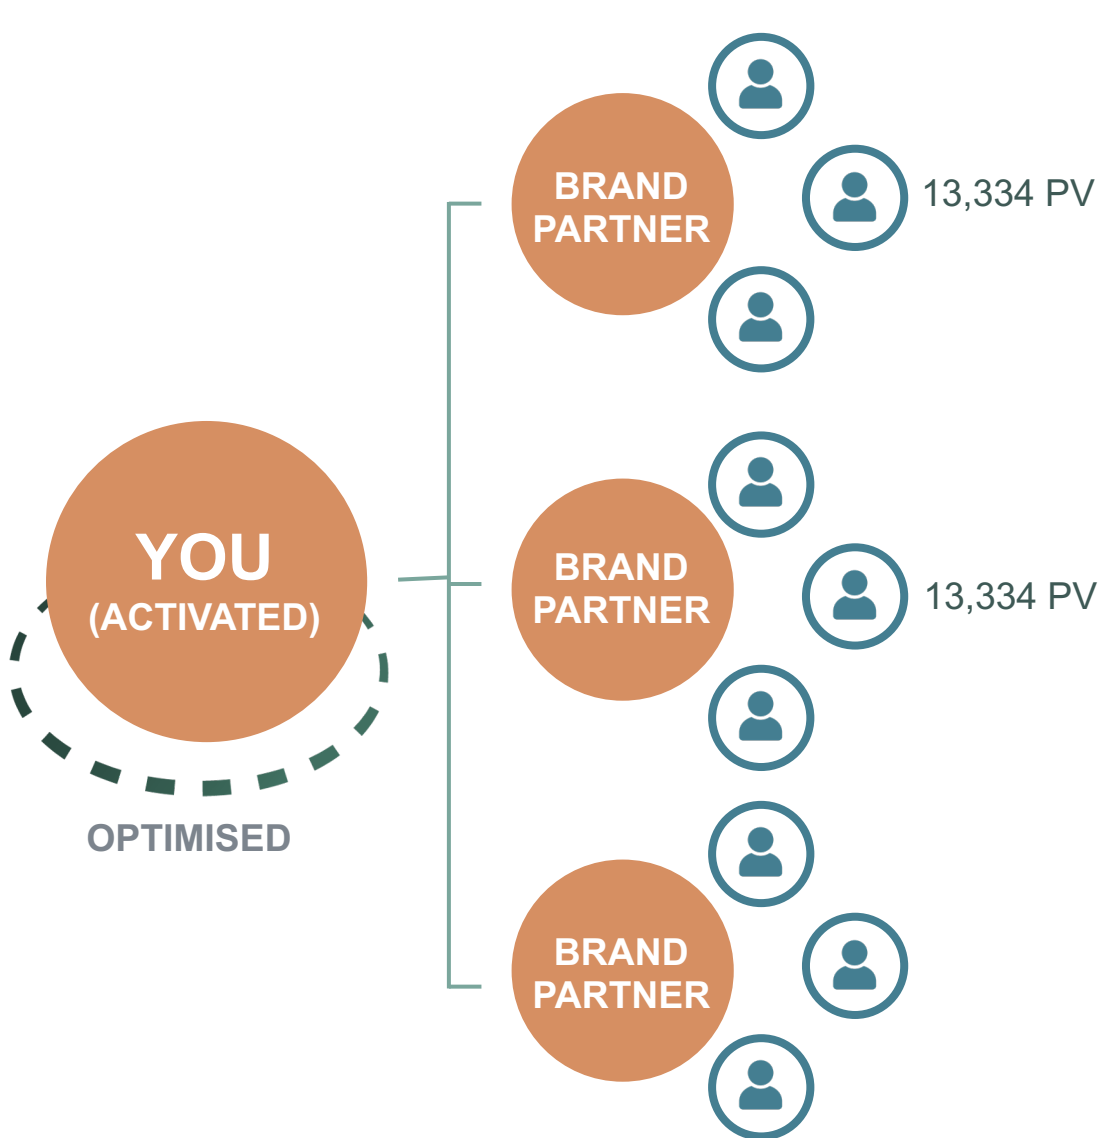 BRAND
PARTNER
13,334 PV
YOU
(ACTIVATED)
BRAND
PARTNER
13,334 PV
OPTIMISED
BRAND
PARTNER